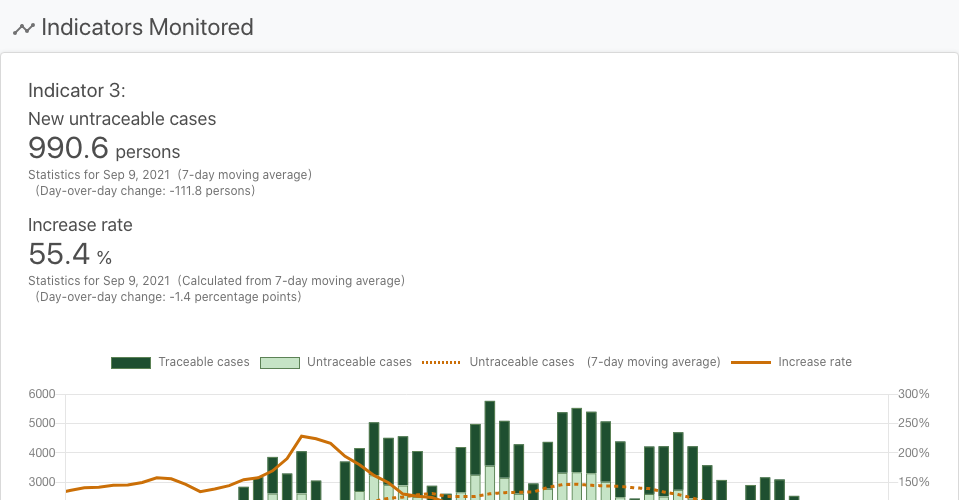 Indicators Monitored
Indicator 3:
New untraceable cases
990.6 persons
Statistics for Sep 9, 2021 (7-day moving average)
(Day-over-day change: -111.8 persons)
Increase rate
55.4 %
Statistics for Sep 9, 2021 (Calculated from 7-day moving average)
(Day-over-day change: -1.4 percentage points)
Traceable cases Untraceable cases Untraceable cases (7-day moving average) Increase rate
6000 300%
5000 250%
4000 200%
3000 150%